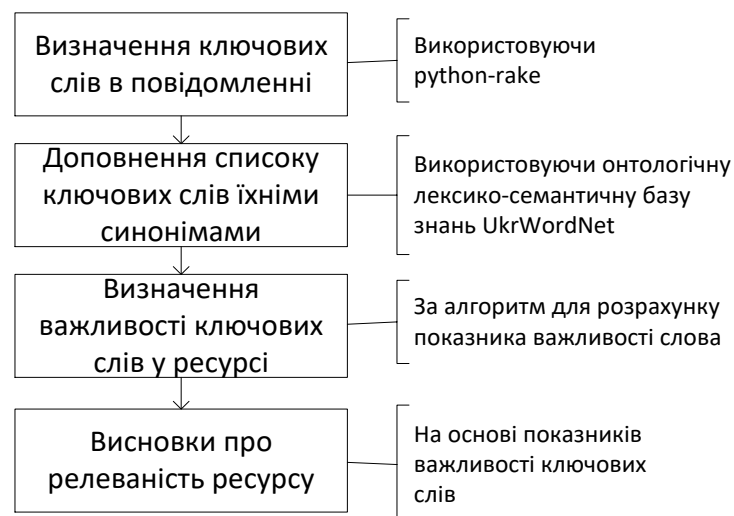 Визначення ключових
слів в повідомленні
Використовуючи
python-rake
Доповнення списоку
ключових слів їхніми
синонімами
Використовуючи онтологічну
лексико-семантичну базу
знань UkrWordNet
Визначення
важливості ключових
слів у ресурсі
За алгоритм для розрахунку
показника важливості слова
Висновки про
релеваність ресурсу
На основі показників
важливості ключових
слів